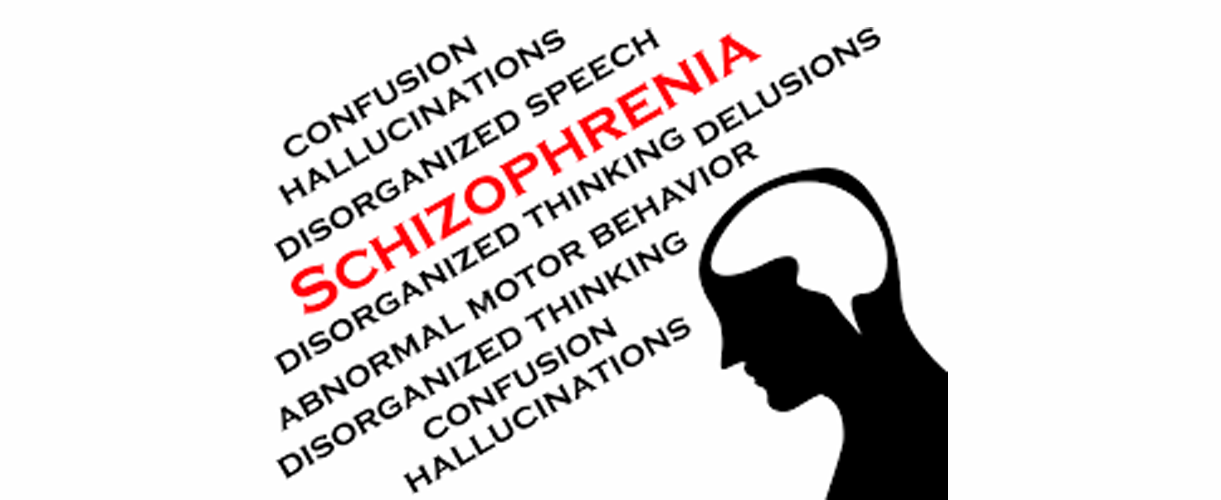 CONFUSION
HALLUCINATIONS
DISORGANIZED SPEECH
SCHIZOPHRENIA
DISORGANIZED THINKING DELUSIONS
ABNORMAL MOTOR BEHAVIOR
DISORGANIZED THINKING
CONFUSION
HALLUCINATIONS